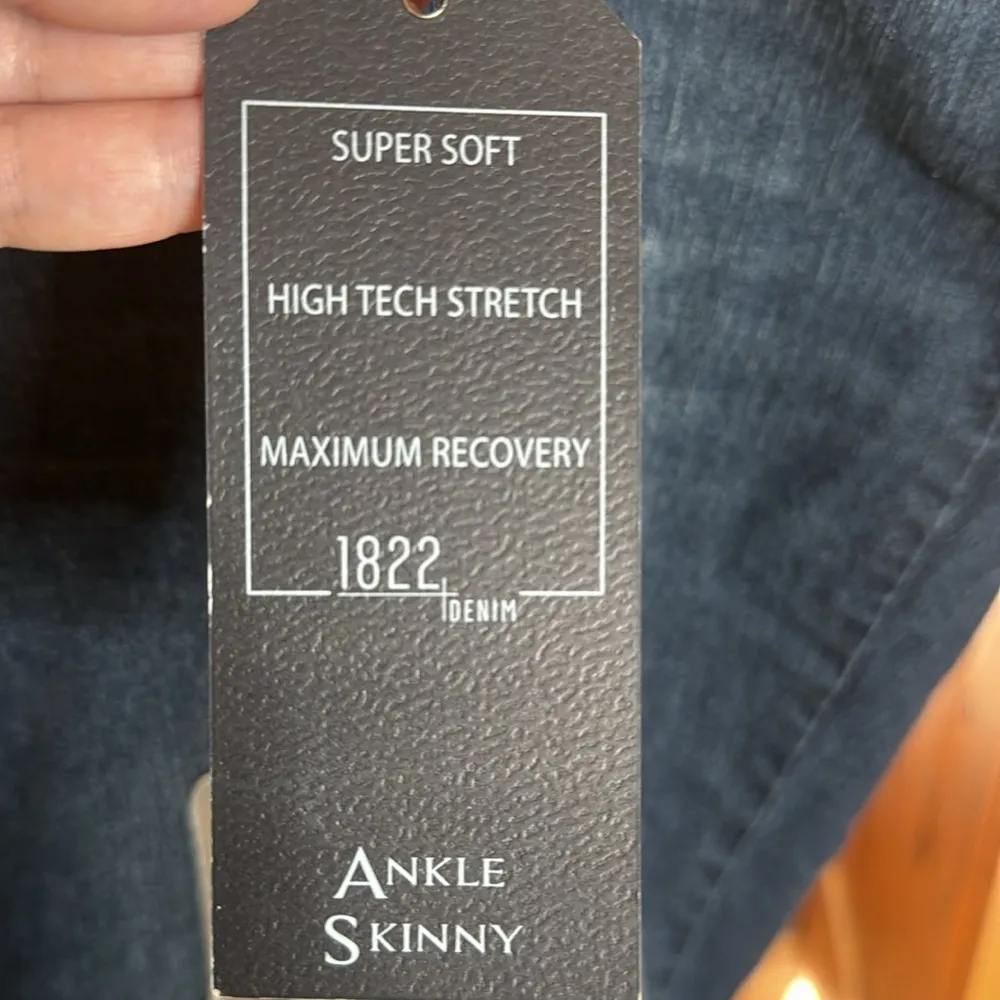 SUPER SOFT
HIGH TECH STRETCH
MAXIMUM RECOVERY
1822
DENIM
ANKLE
SKINNY